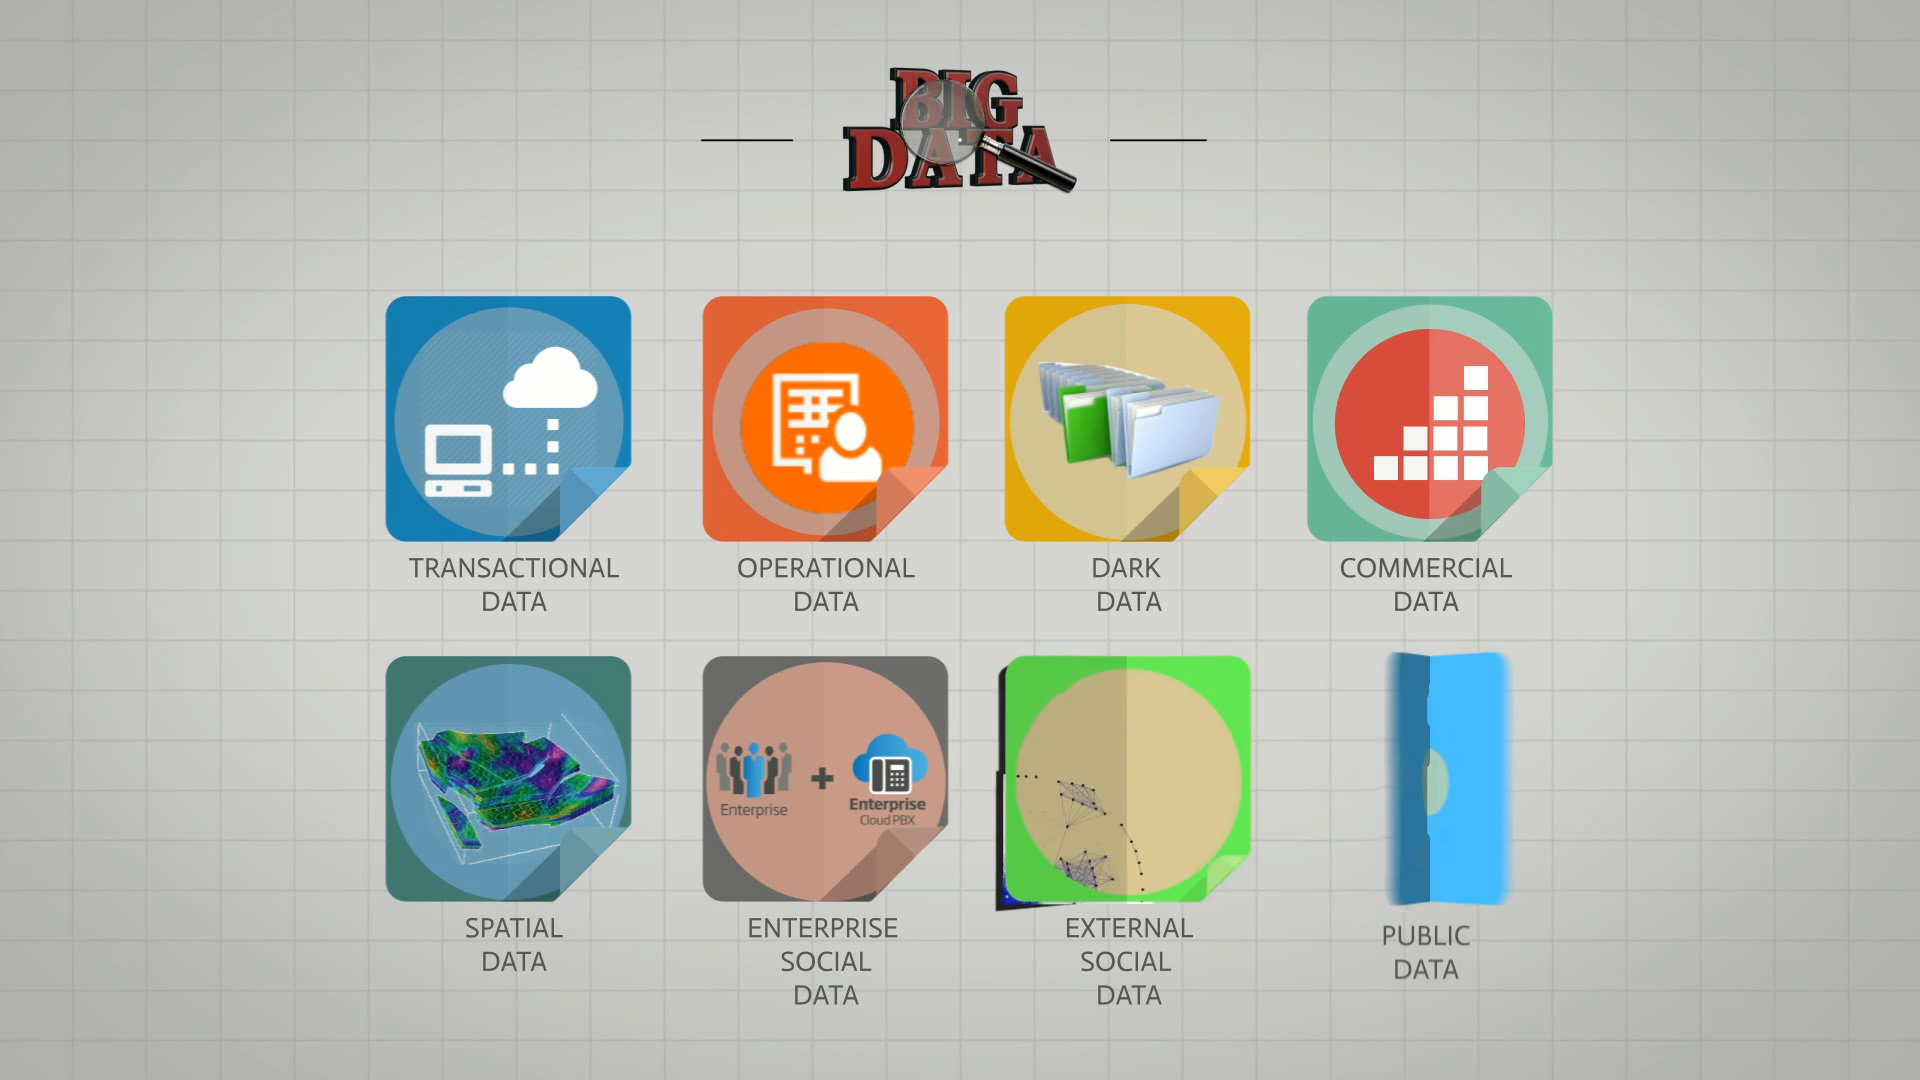 BIG
DATA
TRANSACTIONAL
DATA
OPERATIONAL
DATA
DARK
DATA
COMMERCIAL
DATA
Enterprise
+
Enterprise
Cloud PBX
SPATIAL
DATA
ENTERPRISE
SOCIAL
DATA
EXTERNAL
SOCIAL
DATA
PUBLIC
DATA